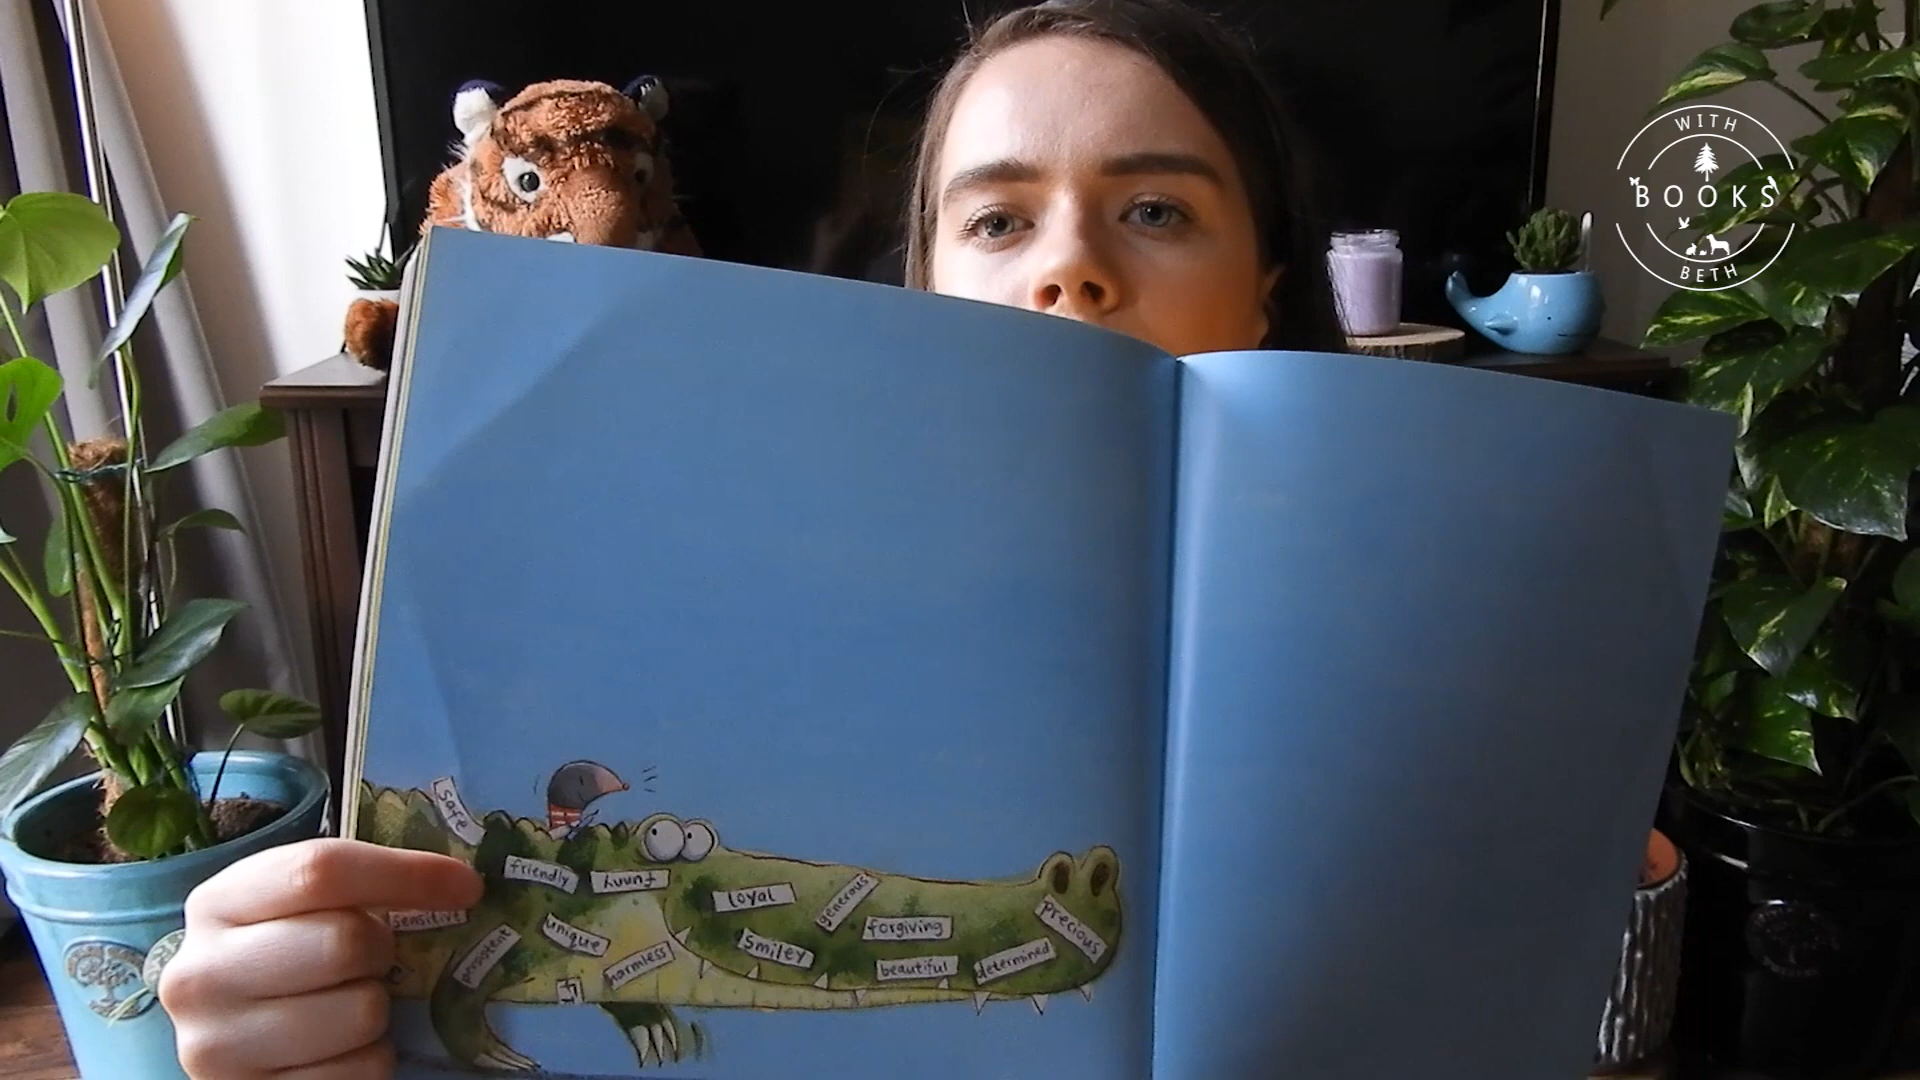 WITH
BOOKS
BETH
safe
friendly
funny
loyal
generous
precious
sensitive
persistent
unique
harmless
smiley
forgiving
beautiful
determined